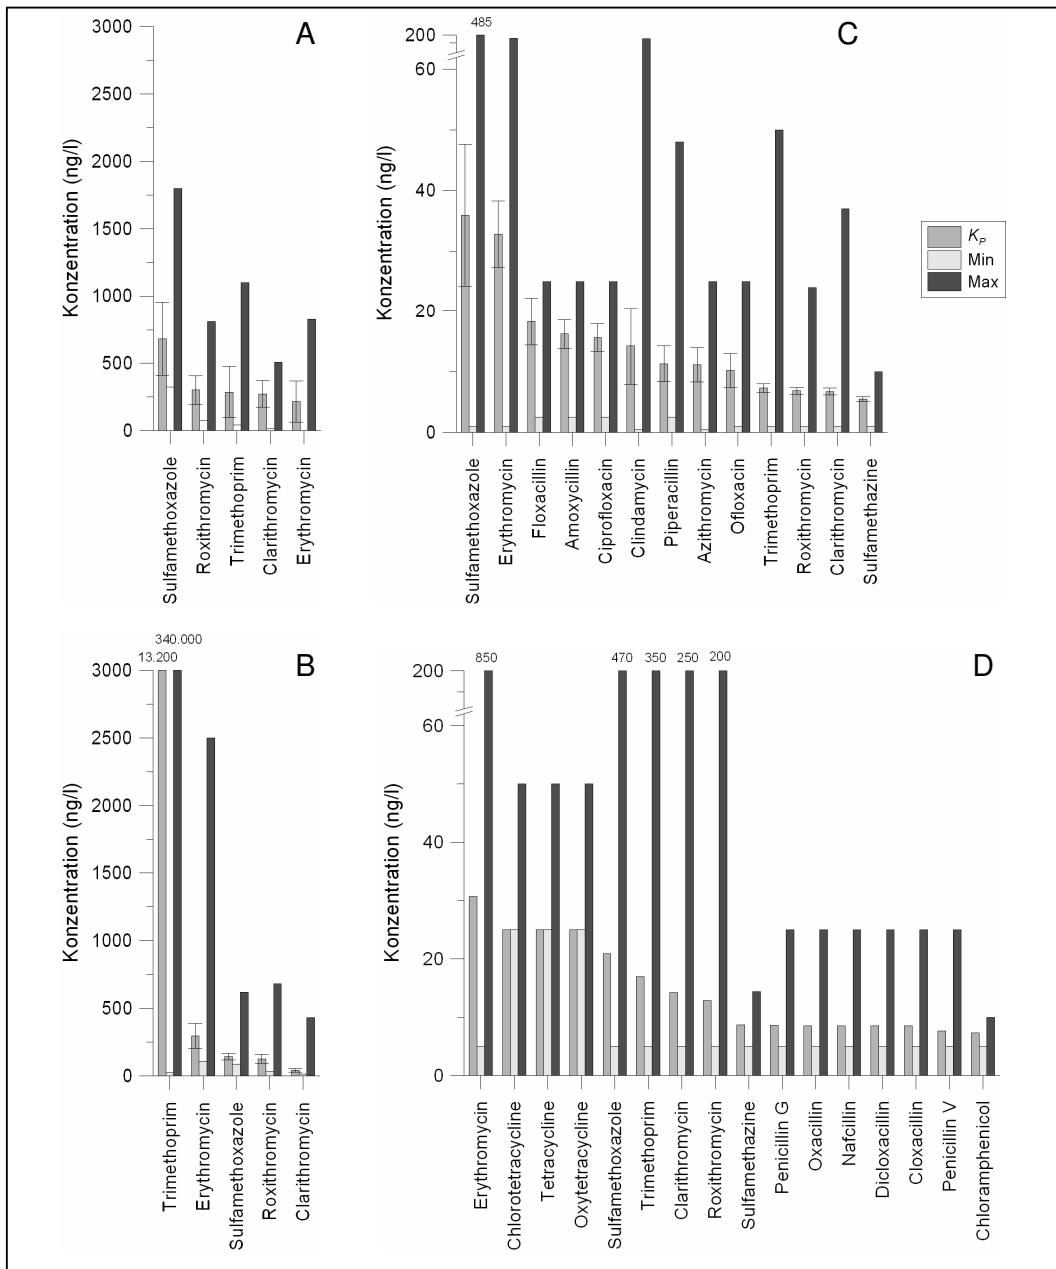 A
Konzentration (ng/l)
3000
2500
2000
1500
1000
500
0
Sulfamethoxazole
Roxithromycin
Trimethoprim
Clarithromycin
Erythromycin
C
Konzentration (ng/l)
485
200
60
40
20
0
Sulfamethoxazole
Erythromycin
Floxacillin
Amoxycillin
Ciprofloxacin
Clindamycin
Piperacillin
Azithromycin
Ofloxacin
Trimethoprim
Roxithromycin
Clarithromycin
Sulfamethazine
KP
Min
Max
B
Konzentration (ng/l)
340.000
13.200
3000
2500
2000
1500
1000
500
0
Trimethoprim
Erythromycin
Sulfamethoxazole
Roxithromycin
Clarithromycin
D
Konzentration (ng/l)
850 470 350 250 200
200
60
40
20
0
Erythromycin
Chlorotetracycline
Tetracycline
Oxytetracycline
Sulfamethoxazole
Trimethoprim
Clarithromycin
Roxithromycin
Sulfamethazine
Penicillin G
Oxacillin
Nafcillin
Dicloxacillin
Cloxacillin
Penicillin V
Chloramphenicol